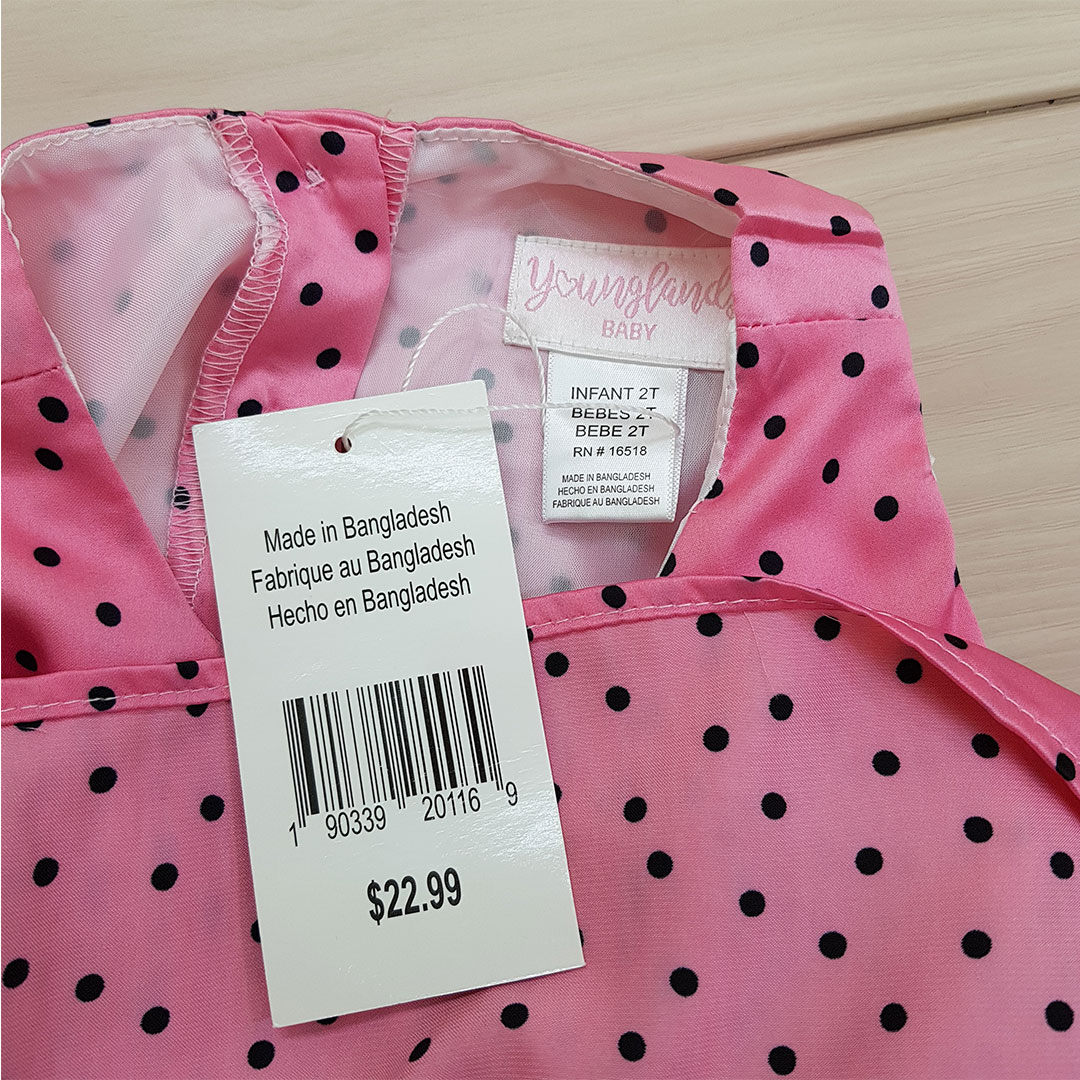 Younglands
BABY
INFANT 2T
BEBES 2T
BEBE 2T
RN # 16518
MADE IN BANGLADESH
HECHO EN BANGLADESH
FABRIQUE AU BANGLADESH
Made in Bangladesh
Fabrique au Bangladesh
Hecho en Bangladesh
1 90339 20116 9
$22.99